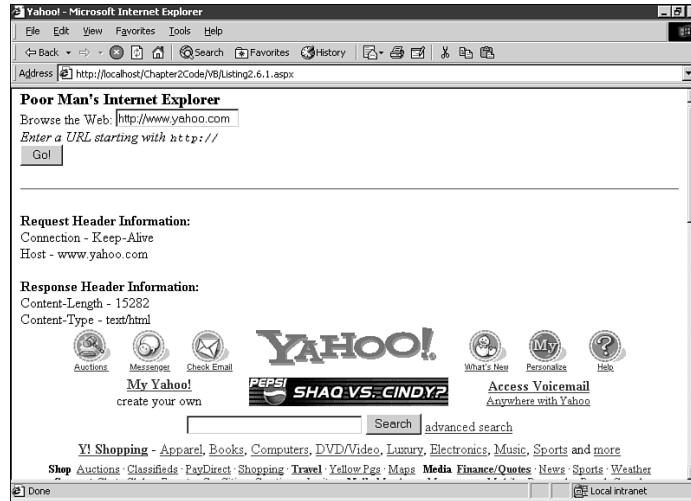 Yahoo! - Microsoft Internet Explorer
File Edit View Favorites Tools Help
Back Search Favorites History
Address http://localhost/Chapter2Code/VB/Listing2.6.1.aspx
Poor Man's Internet Explorer
Browse the Web: http://www.yahoo.com
Enter a URL starting with http://
Go!
Request Header Information:
Connection - Keep-Alive
Host - www.yahoo.com
Response Header Information:
Content-Length - 15282
Content-Type - text/html
YAHOO!
My
?
Auctions Messenger Check Email What's New Personalize Help
My Yahoo! PEPSI SHAQ VS. CINDY? Access Voicemail
create your own Anywhere with Yahoo
Search advanced search
Y! Shopping - Apparel, Books, Computers, DVD/Video, Luxury, Electronics, Music, Sports and more
Shop Auctions · Classifieds · PayDirect · Shopping · Travel · Yellow Pgs · Maps Media Finance/Quotes · News · Sports · Weather
Done Local intranet